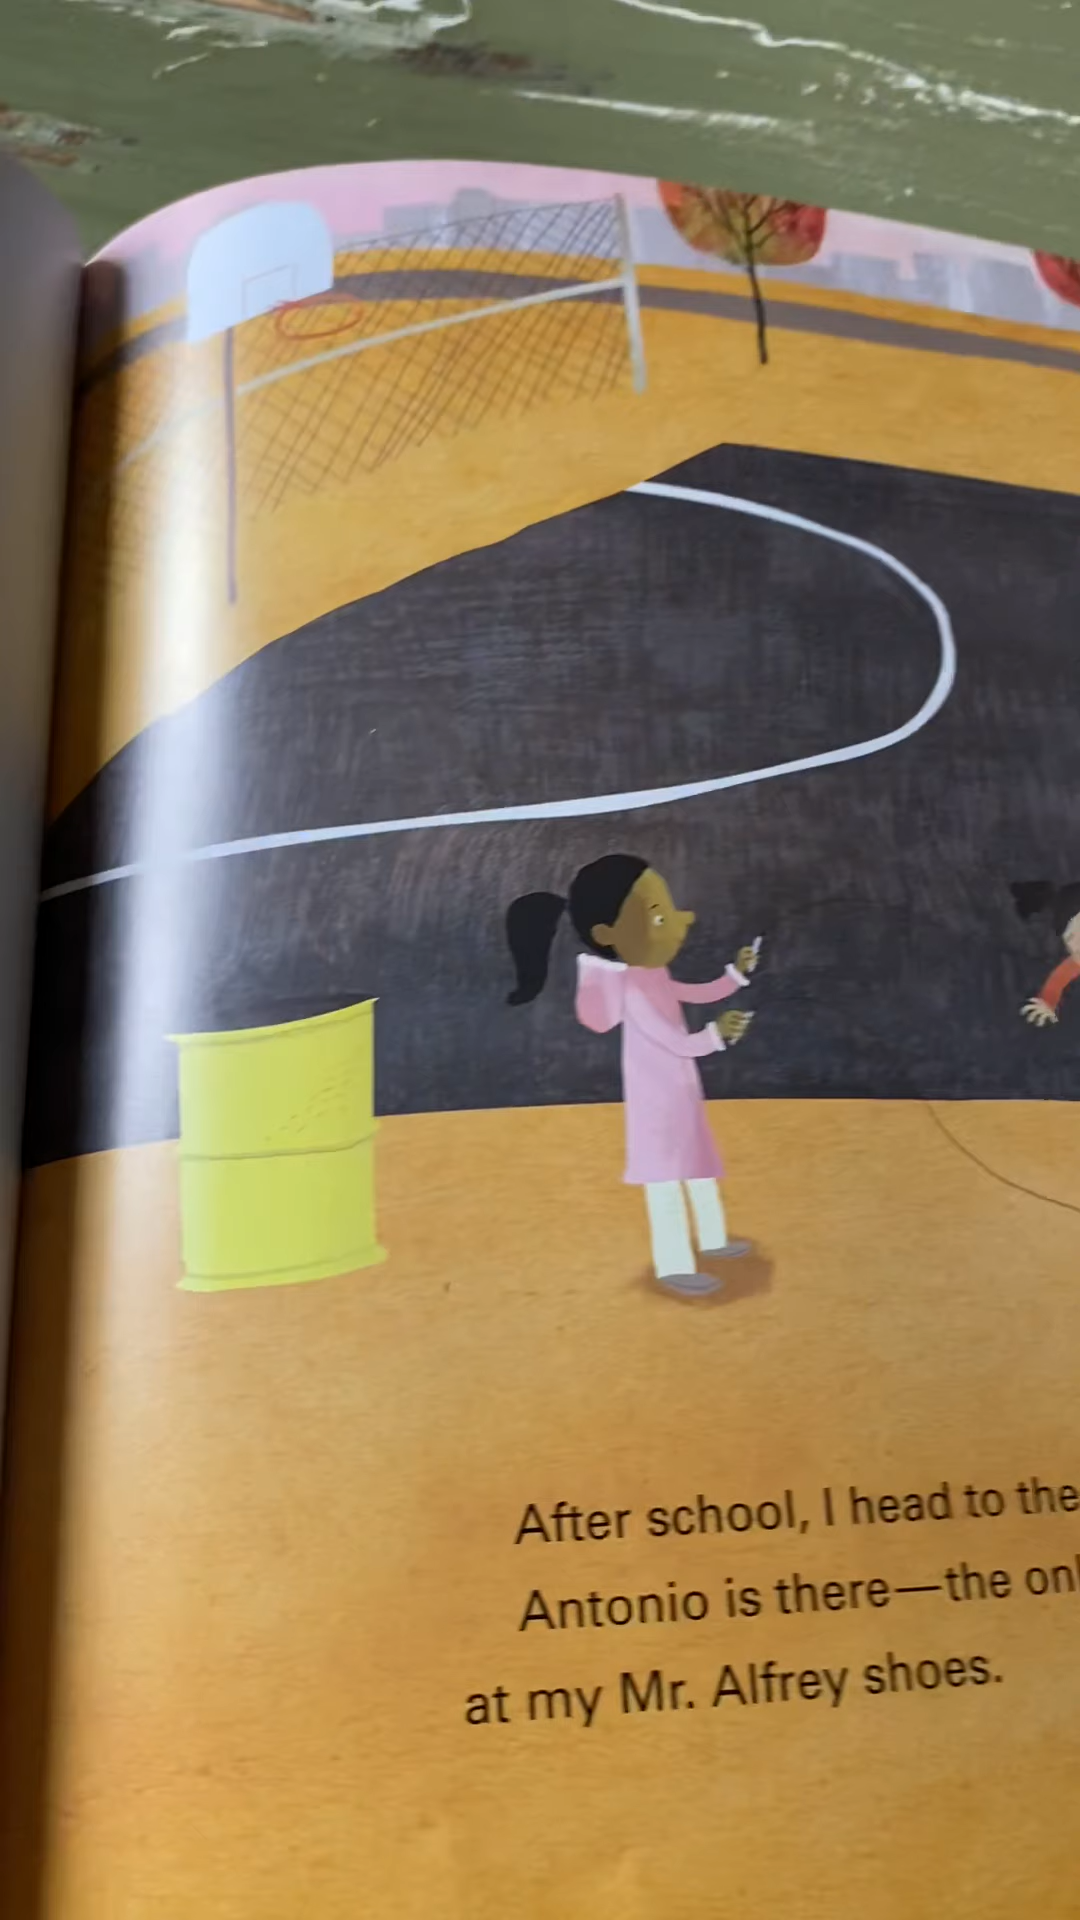 After school, I head to the
Antonio is there—the
at my Mr. Alfrey shoes.